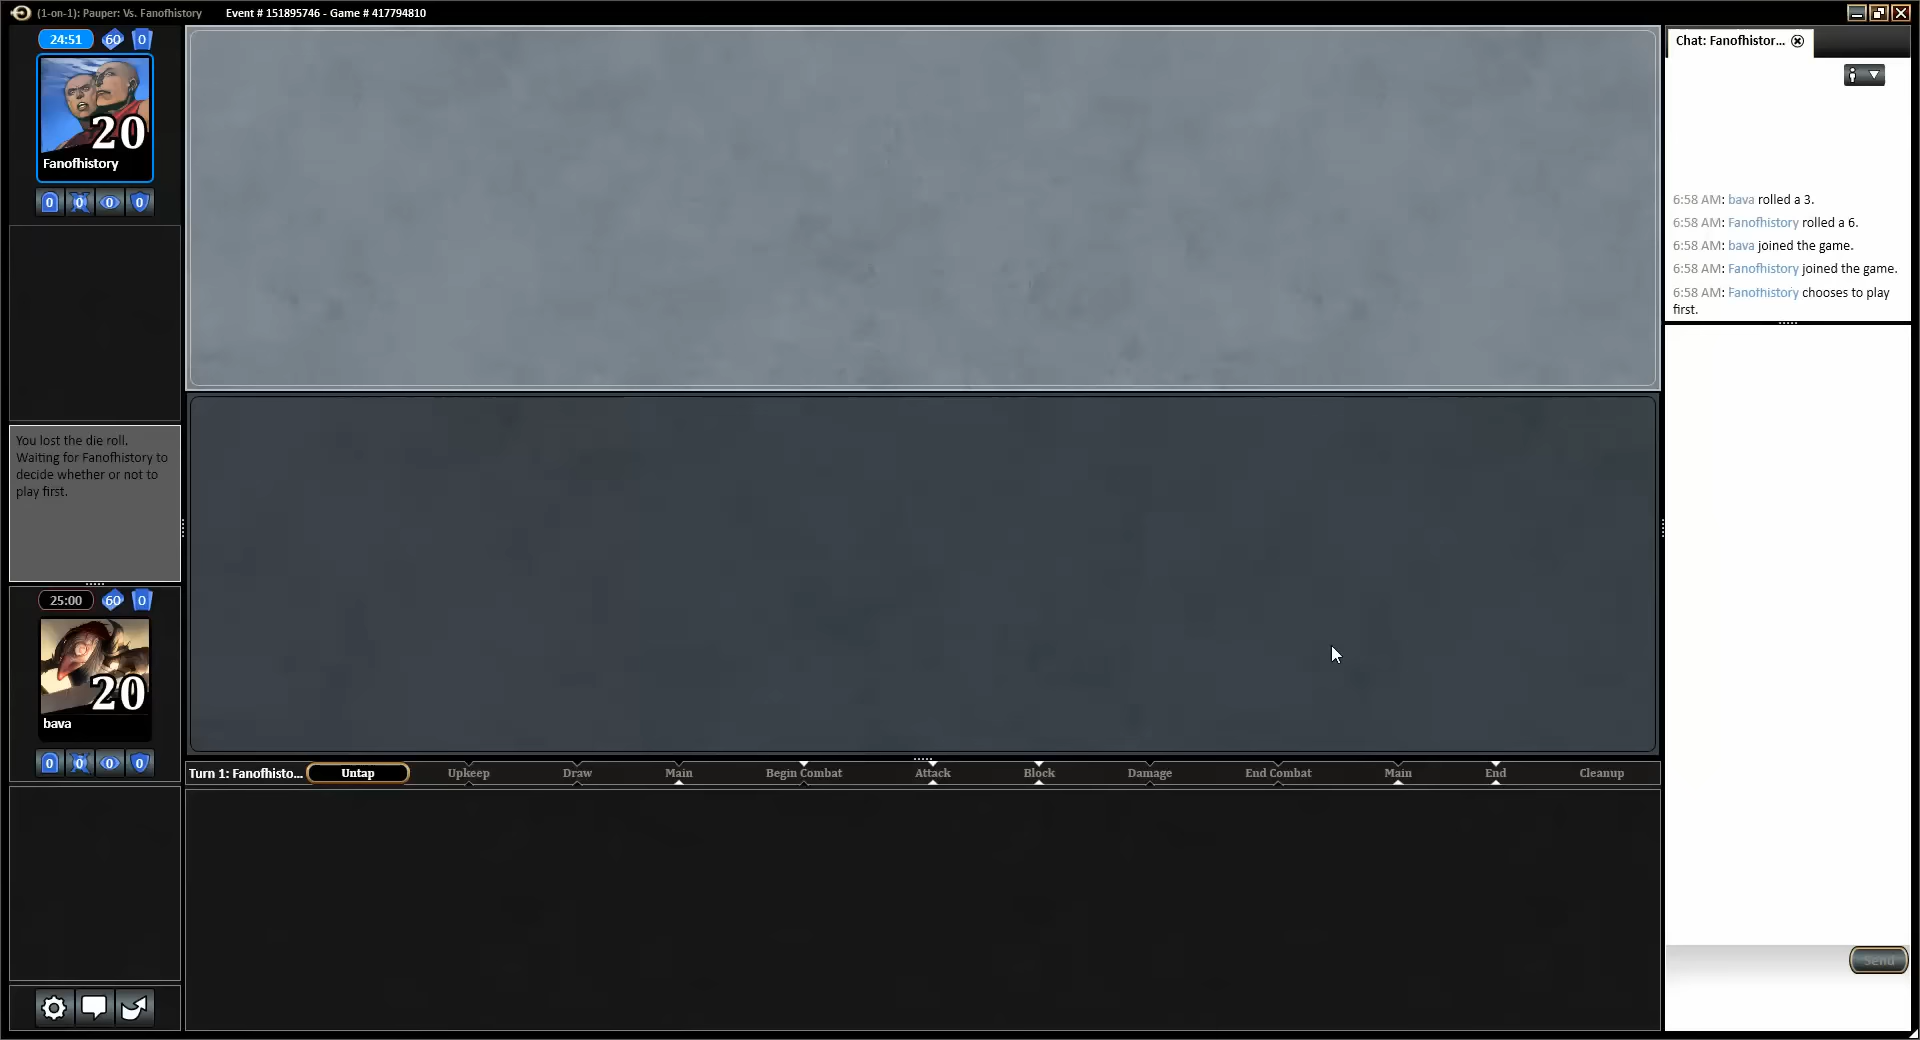 (1-on-1): Pauper: Vs. Fanofhistory
Event # 151895746 - Game # 417794810
24:51
60
0
20
Fanofhistory
0
0
0
0
You lost the die roll.
Waiting for Fanofhistory to
decide whether or not to
play first.
25:00
60
0
20
bava
0
0
0
0
Turn 1: Fanofhisto...
Untap
Upkeep
Draw
Main
Begin Combat
Attack
Block
Damage
End Combat
Main
End
Cleanup
Chat: Fanofhistor...
6:58 AM: bava rolled a 3.
6:58 AM: Fanofhistory rolled a 6.
6:58 AM: bava joined the game.
6:58 AM: Fanofhistory joined the game.
6:58 AM: Fanofhistory chooses to play
first.
Send